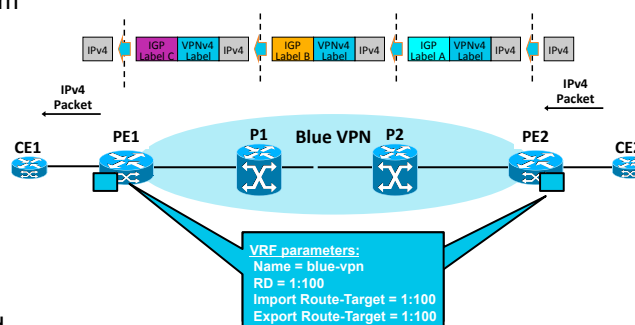 IPv4
IGP Label C
VPNv4 Label
IPv4
IGP Label B
VPNv4 Label
IPv4
IGP Label A
VPNv4 Label
IPv4
IPv4
IPv4
Packet
IPv4
Packet
CE1
PE1
P1
Blue VPN
P2
PE2
CE2
VRF parameters:
Name = blue-vpn
RD = 1:100
Import Route-Target = 1:100
Export Route-Target = 1:100